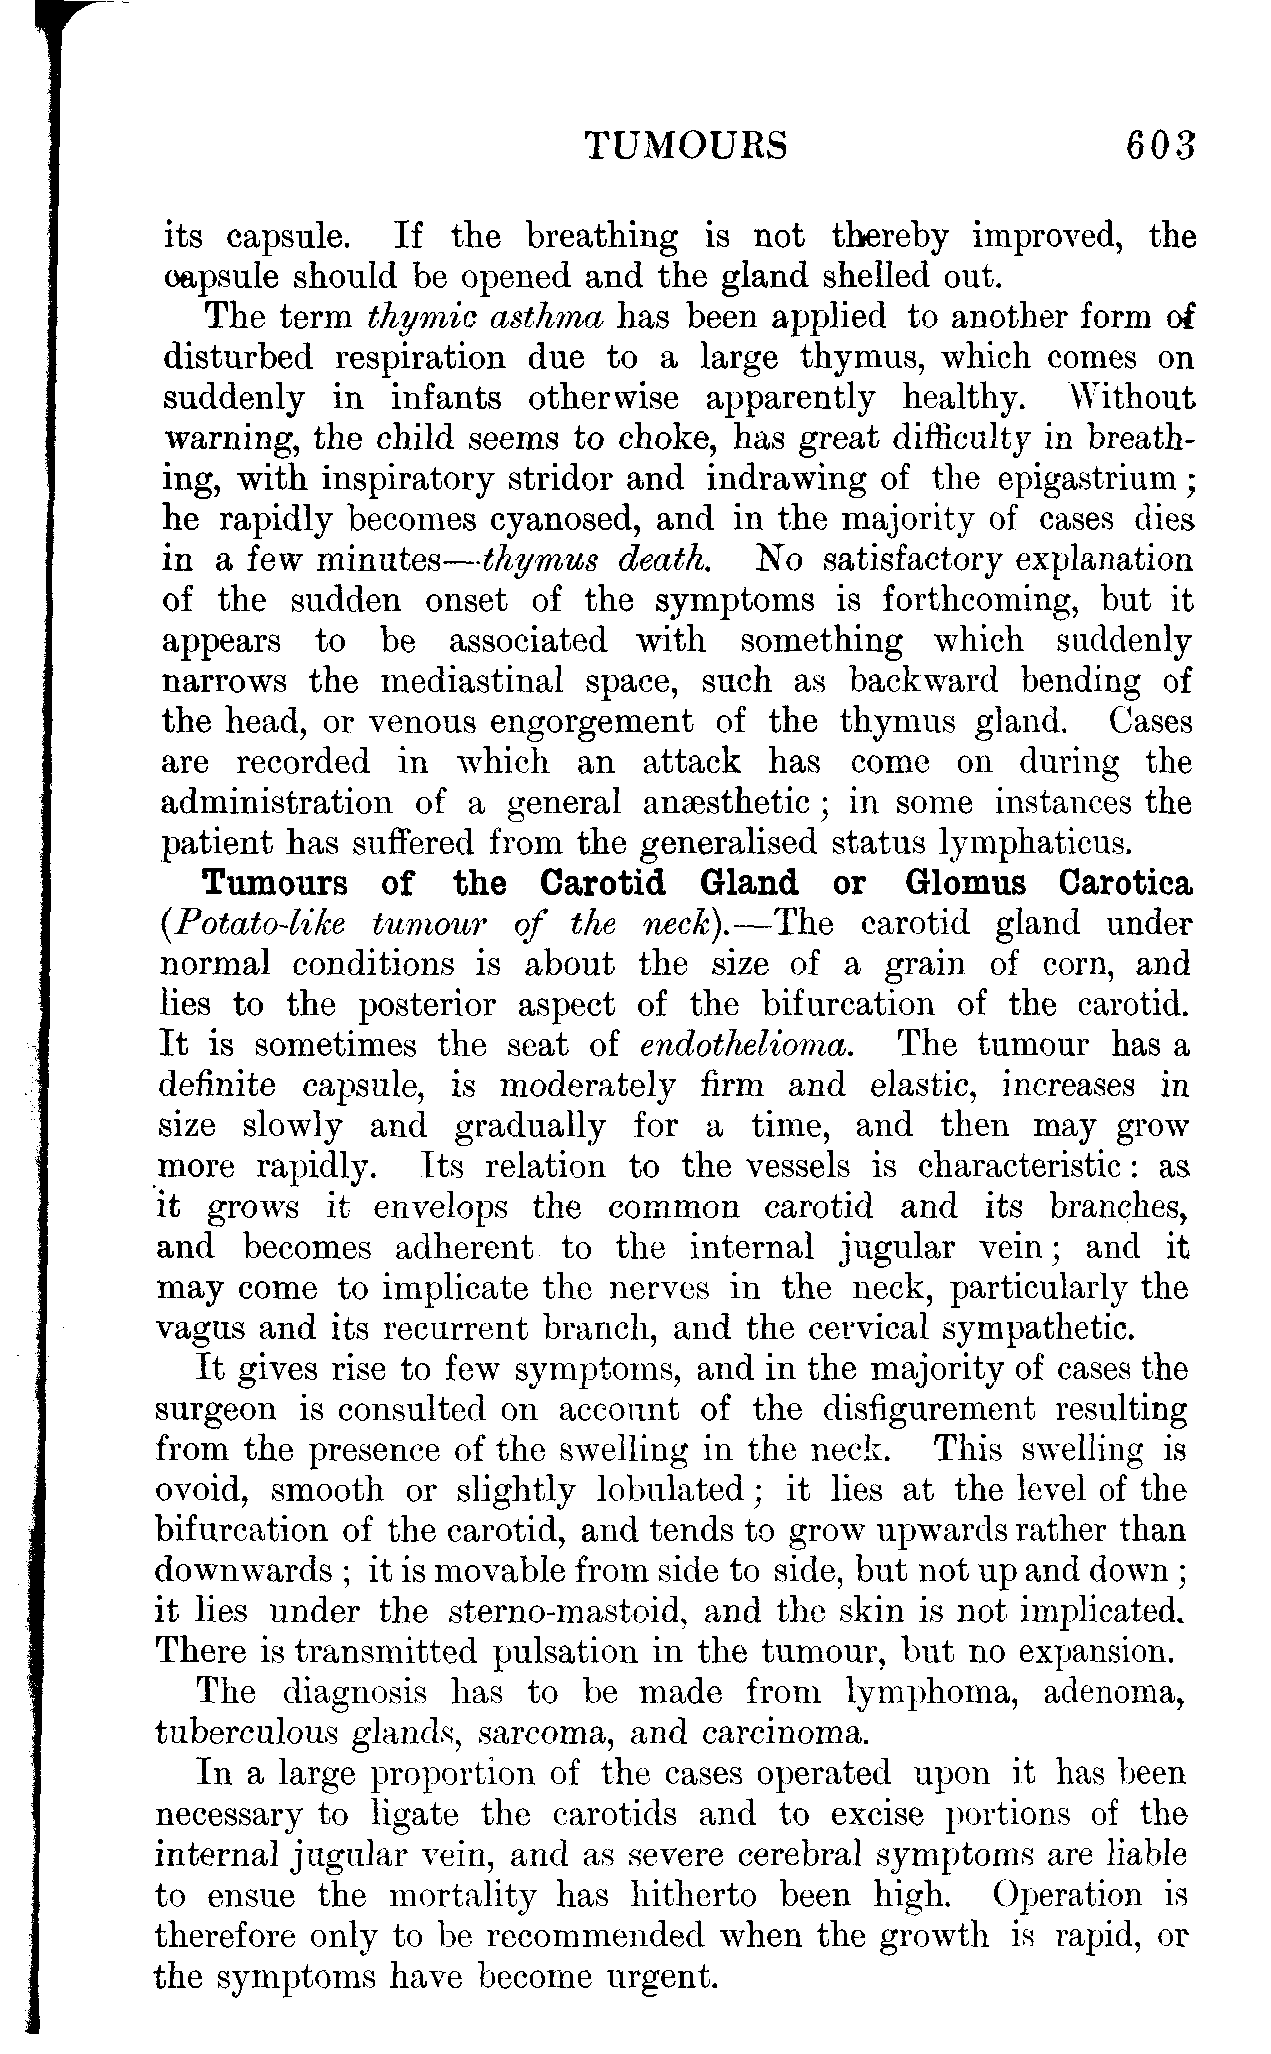 TUMOURS 603
its capsule. If the breathing is not thereby improved, the
capsule should be opened and the gland shelled out.
The term thymic asthma has been applied to another form of
disturbed respiration due to a large thymus, which comes on
suddenly in infants otherwise apparently healthy. Without
warning, the child seems to choke, has great difficulty in breath-
ing, with inspiratory stridor and indrawing of the epigastrium ;
he rapidly becomes cyanosed, and in the majority of cases dies
in a few minutes—thymus death. No satisfactory explanation
of the sudden onset of the symptoms is forthcoming, but it
appears to be associated with something which suddenly
narrows the mediastinal space, such as backward bending of
the head, or venous engorgement of the thymus gland. Cases
are recorded in which an attack has come on during the
administration of a general anæsthetic ; in some instances the
patient has suffered from the generalised status lymphaticus.
Tumours of the Carotid Gland or Glomus Carotica
(Potato-like tumour of the neck).—The carotid gland under
normal conditions is about the size of a grain of corn, and
lies to the posterior aspect of the bifurcation of the carotid.
It is sometimes the seat of endothelioma. The tumour has a
definite capsule, is moderately firm and elastic, increases in
size slowly and gradually for a time, and then may grow
more rapidly. Its relation to the vessels is characteristic : as
it grows it envelops the common carotid and its branches,
and becomes adherent to the internal jugular vein ; and it
may come to implicate the nerves in the neck, particularly the
vagus and its recurrent branch, and the cervical sympathetic.
It gives rise to few symptoms, and in the majority of cases the
surgeon is consulted on account of the disfigurement resulting
from the presence of the swelling in the neck. This swelling is
ovoid, smooth or slightly lobulated ; it lies at the level of the
bifurcation of the carotid, and tends to grow upwards rather than
downwards ; it is movable from side to side, but not up and down ;
it lies under the sterno-mastoid, and the skin is not implicated.
There is transmitted pulsation in the tumour, but no expansion.
The diagnosis has to be made from lymphoma, adenoma,
tuberculous glands, sarcoma, and carcinoma.
In a large proportion of the cases operated upon it has been
necessary to ligate the carotids and to excise portions of the
internal jugular vein, and as severe cerebral symptoms are liable
to ensue the mortality has hitherto been high. Operation is
therefore only to be recommended when the growth is rapid, or
the symptoms have become urgent.